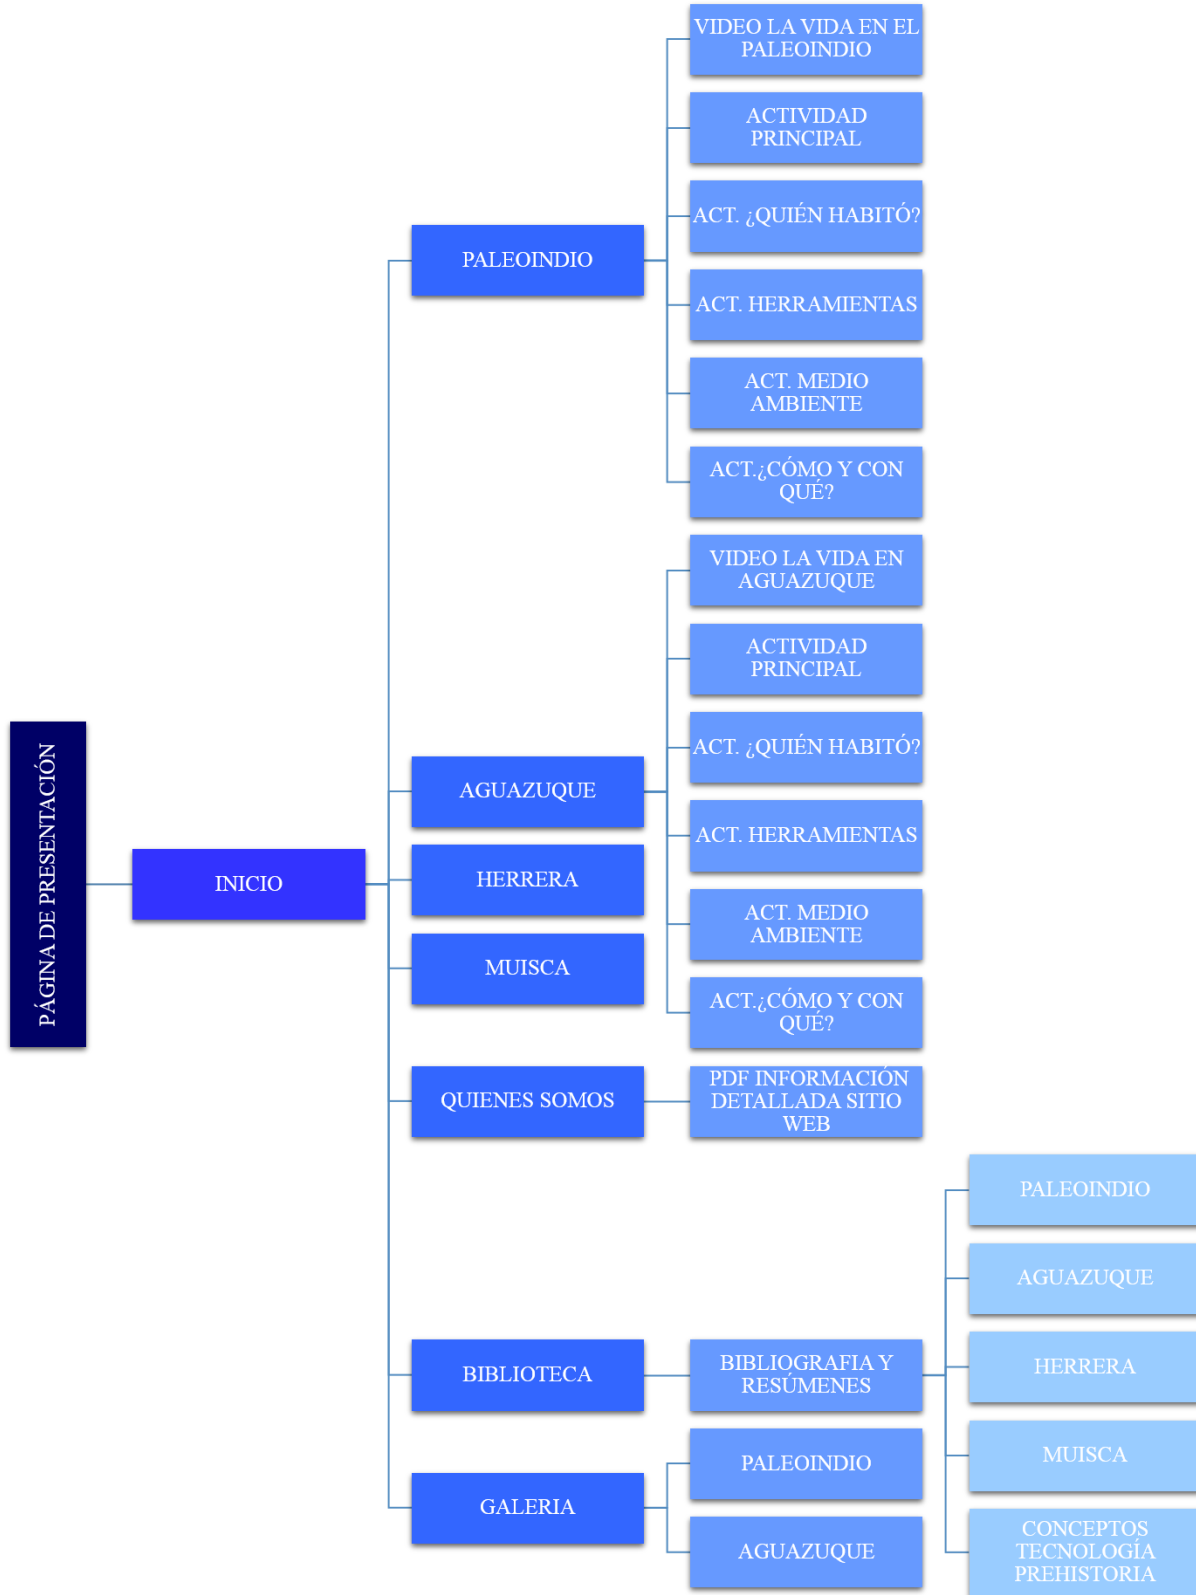 PÁGINA DE PRESENTACIÓN
INICIO
PALEOINDIO
VIDEO LA VIDA EN EL
PALEOINDIO
ACTIVIDAD
PRINCIPAL
ACT. ¿QUIÉN HABITÓ?
ACT. HERRAMIENTAS
ACT. MEDIO
AMBIENTE
ACT.¿CÓMO Y CON
QUÉ?
AGUAZUQUE
VIDEO LA VIDA EN
AGUAZUQUE
ACTIVIDAD
PRINCIPAL
ACT. ¿QUIÉN HABITÓ?
ACT. HERRAMIENTAS
ACT. MEDIO
AMBIENTE
ACT.¿CÓMO Y CON
QUÉ?
HERRERA
MUISCA
QUIENES SOMOS
PDF INFORMACIÓN
DETALLADA SITIO
WEB
BIBLIOTECA
BIBLIOGRAFIA Y
RESÚMENES
PALEOINDIO
AGUAZUQUE
HERRERA
MUISCA
CONCEPTOS
TECNOLOGÍA
PREHISTORIA
GALERIA
PALEOINDIO
AGUAZUQUE